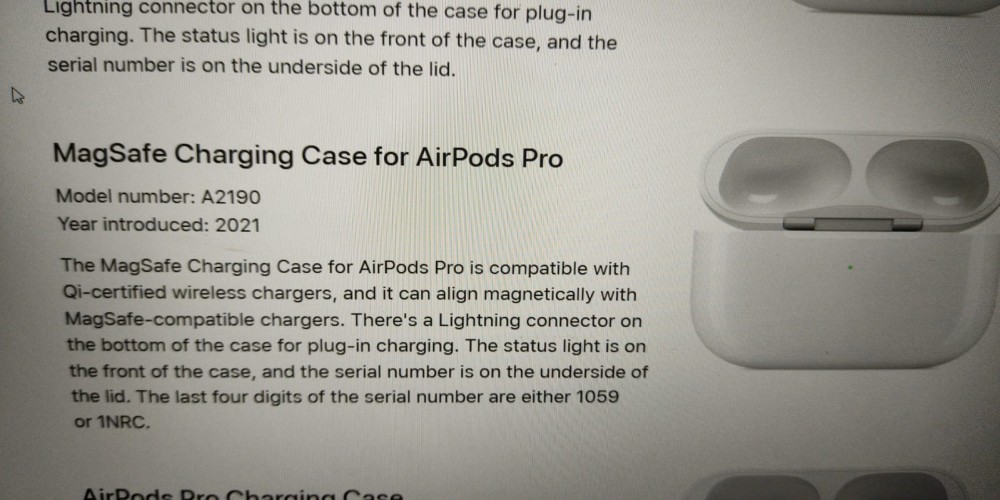 Lightning connector on the bottom of the case for plug-in
charging. The status light is on the front of the case, and the
serial number is on the underside of the lid.
MagSafe Charging Case for AirPods Pro
Model number: A2190
Year introduced: 2021
The MagSafe Charging Case for AirPods Pro is compatible with
Qi-certified wireless chargers, and it can align magnetically with
MagSafe-compatible chargers. There's a Lightning connector on
the bottom of the case for plug-in charging. The status light is on
the front of the case, and the serial number is on the underside of
the lid. The last four digits of the serial number are either 1059
or 1NRC.
AirPods Pro Charging Case